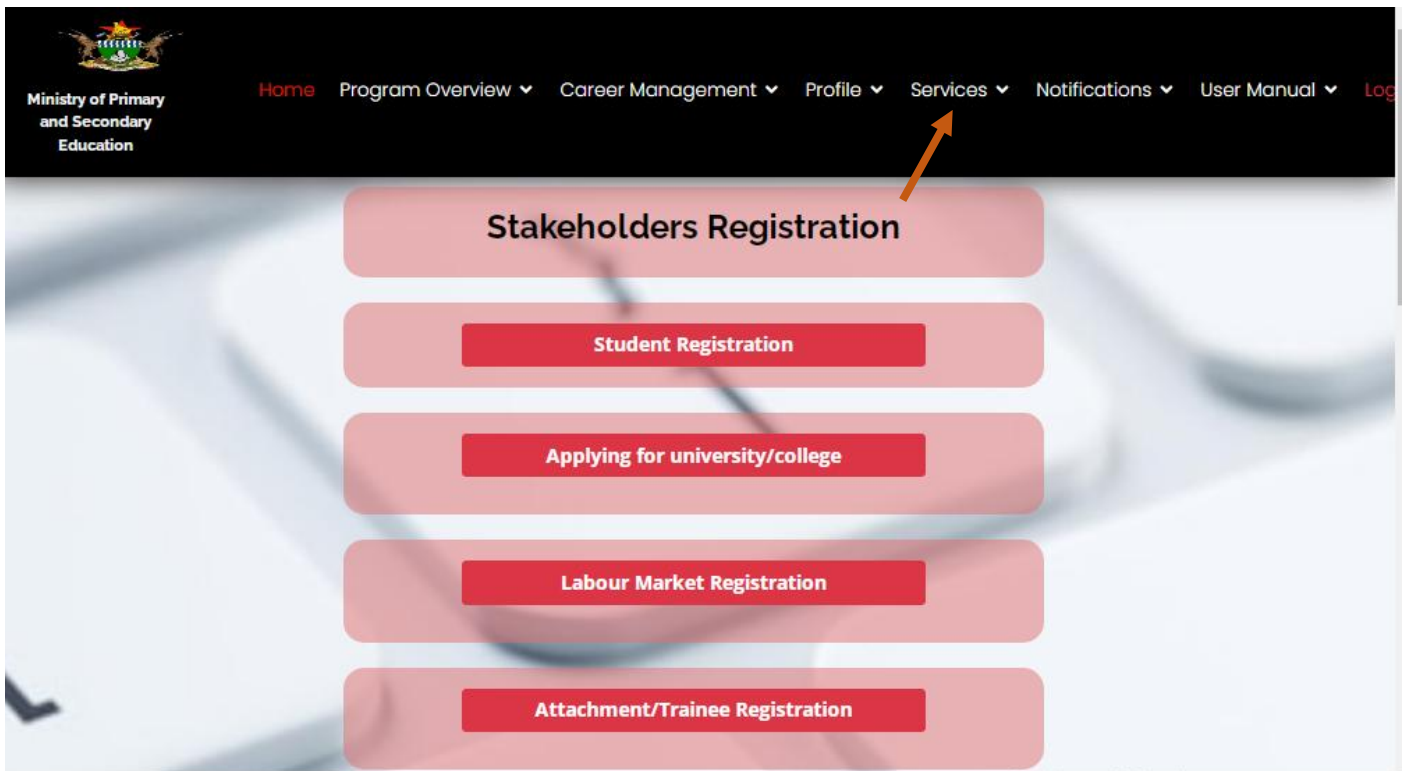 Ministry of Primary
and Secondary
Education
Home Program Overview Career Management Profile Services Notifications User Manual Log
Stakeholders Registration
Student Registration
Applying for university/college
Labour Market Registration
Attachment/Trainee Registration